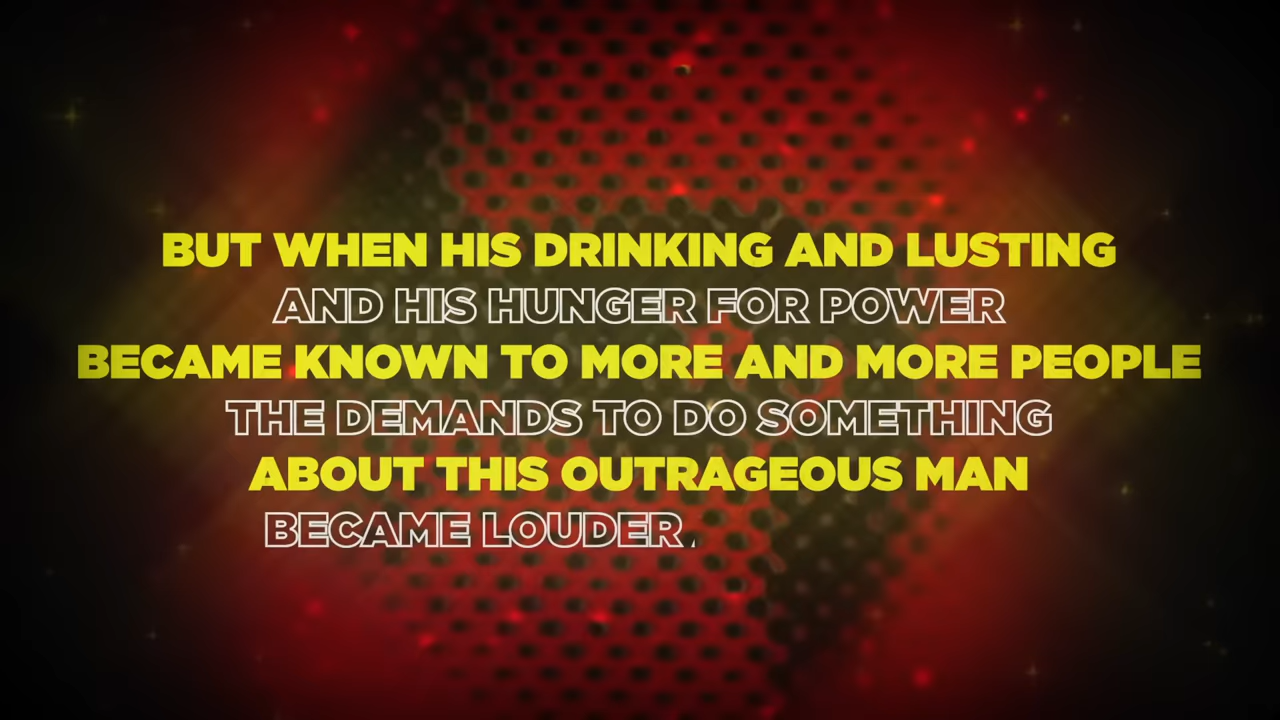 BUT WHEN HIS DRINKING AND LUSTING
AND HIS HUNGER FOR POWER
BECAME KNOWN TO MORE AND MORE PEOPLE
THE DEMANDS TO DO SOMETHING
ABOUT THIS OUTRAGEOUS MAN
BECAME LOUDER